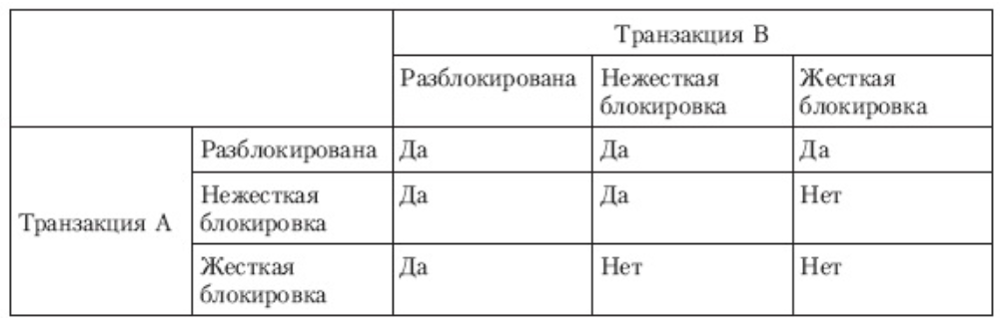 Транзакция В
Разблокирована
Нежесткая
блокировка
Жесткая
блокировка
Транзакция А
Разблокирована
Да
Да
Да
Нежесткая
блокировка
Да
Да
Нет
Жесткая
блокировка
Да
Нет
Нет